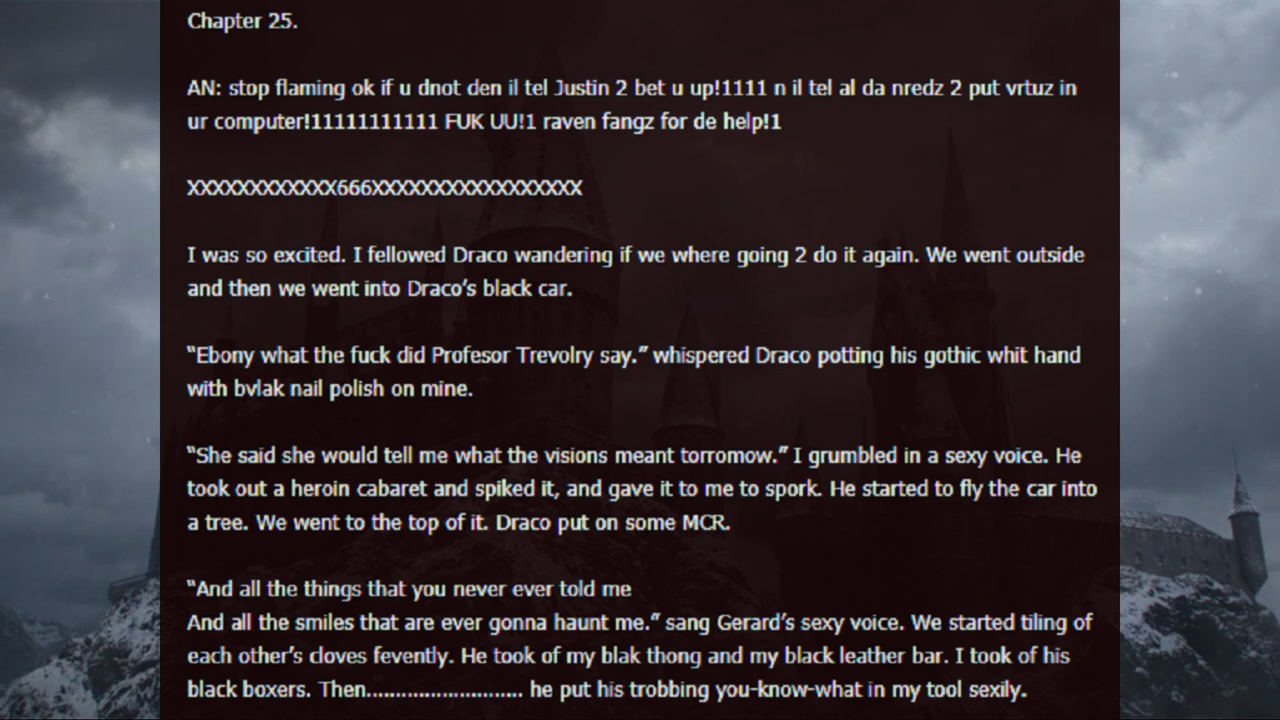 Chapter 25.
AN: stop flaming ok if u dnot den il tel Justin 2 bet u up!1111 n il tel al da nredz 2 put vrtuz in
ur computer!11111111111 FUK UU!1 raven fangz for de help!1
XXXXXXXXXXXX666XXXXXXXXXXXXXXXXX
I was so excited. I fellowed Draco wandering if we where going 2 do it again. We went outside
and then we went into Draco's black car.
"Ebony what the fuck did Profesor Trevolry say." whispered Draco potting his gothic whit hand
with bvlak nail polish on mine.
"She said she would tell me what the visions meant torromow." I grumbled in a sexy voice. He
took out a heroin cabaret and spiked it, and gave it to me to spork. He started to fly the car into
a tree. We went to the top of it. Draco put on some MCR.
"And all the things that you never ever told me
And all the smiles that are ever gonna haunt me." sang Gerard's sexy voice. We started tiling of
each other's cloves fevently. He took of my blak thong and my black leather bar. I took of his
black boxers. Then.......................... he put his trobbing you-know-what in my tool sexily.